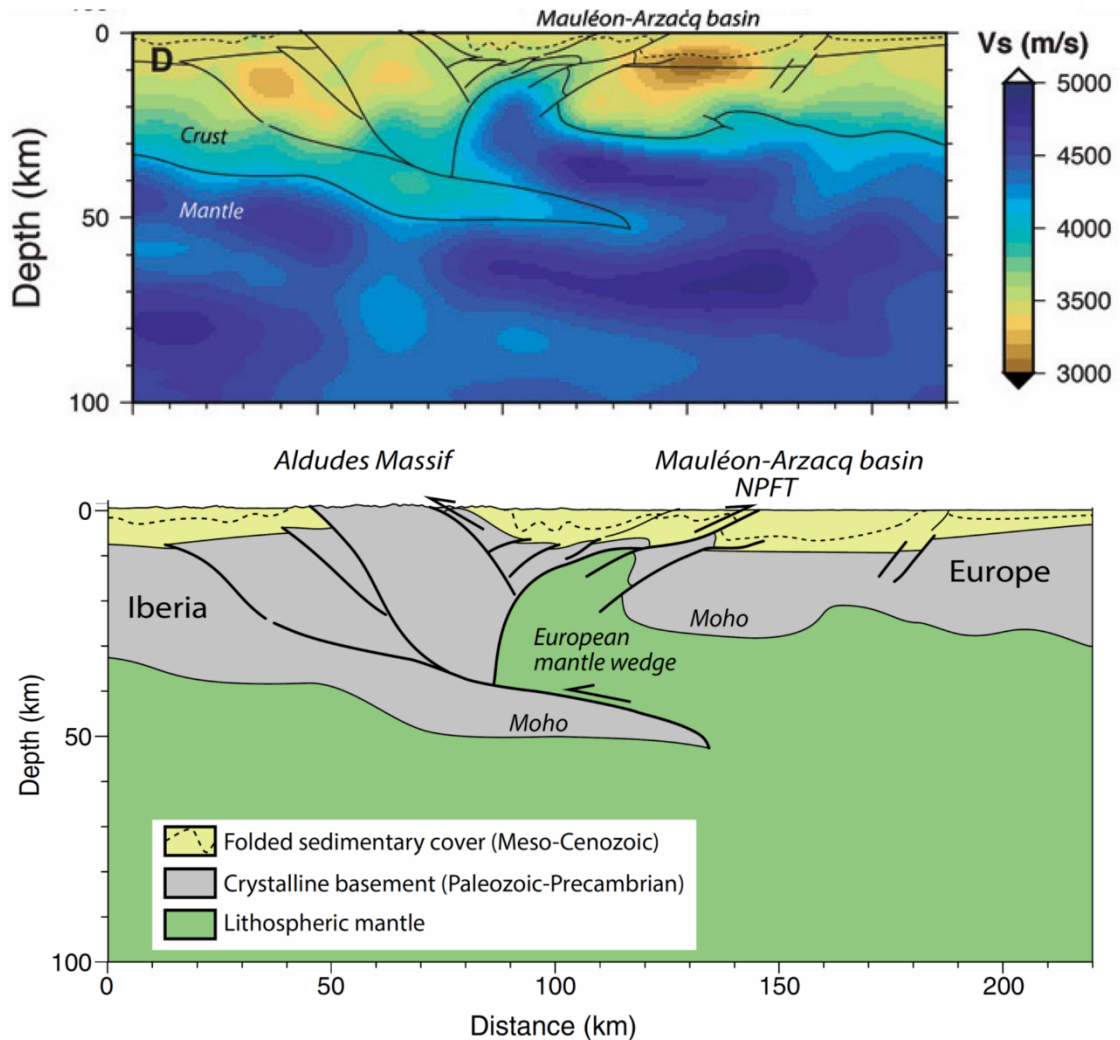 Mauléon-Arzacq basin
0
D
Crust
Mantle
50
100
Depth (km)
Vs (m/s)
5000
4500
4000
3500
3000
Aldudes Massif
Mauléon-Arzacq basin
NPFT
0
Iberia
Europe
Moho
European
mantle wedge
Moho
50
Depth (km)
Folded sedimentary cover (Meso-Cenozoic)
Crystalline basement (Paleozoic-Precambrian)
Lithospheric mantle
100
0
50
100
150
200
Distance (km)